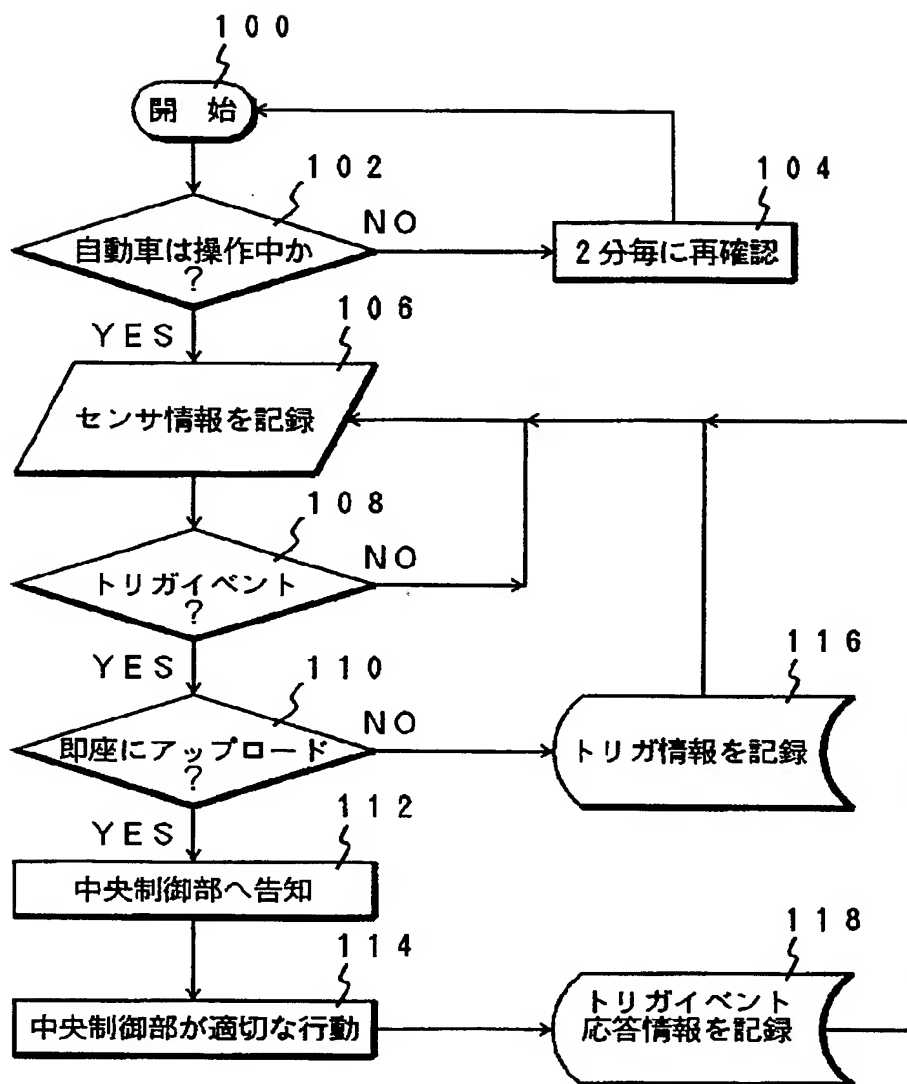 100
開始
102
104
自動車は操作中か
?
NO
2分毎に再確認
YES
106
センサ情報を記録
108
トリガイベント
?
NO
YES
110
116
即座にアップロード
?
NO
トリガ情報を記録
YES
112
中央制御部へ告知
114
118
中央制御部が適切な行動
トリガイベント
応答情報を記録